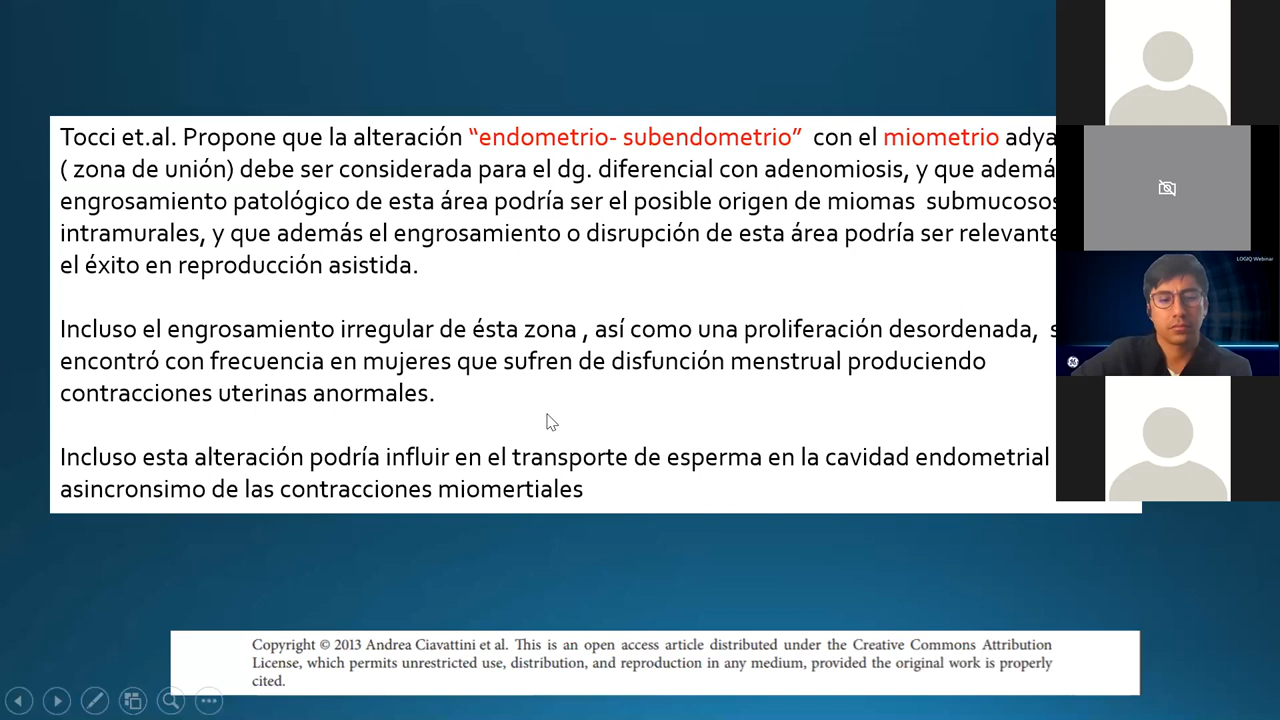 Tocci et.al. Propone que la alteración “endometrio- subendometrio” con el miometrio
( zona de unión) debe ser considerada para el dg. diferencial con adenomiosis, y que
engrosamiento patológico de esta área podría ser el posible origen de miomas submucosos
intramurales, y que además el engrosamiento o disrupción de esta área podría ser relevante
el éxito en reproducción asistida.
Incluso el engrosamiento irregular de ésta zona , así como una proliferación desordenada,
encontró con frecuencia en mujeres que sufren de disfunción menstrual produciendo
contracciones uterinas anormales.
Incluso esta alteración podría influir en el transporte de esperma en la cavidad endometrial
asincronsimo de las contracciones miomertiales
LOGIQ Webinar
Copyright © 2013 Andrea Ciavattini et al. This is an open access article distributed under the Creative Commons Attribution
License, which permits unrestricted use, distribution, and reproduction in any medium, provided the original work is properly
cited.